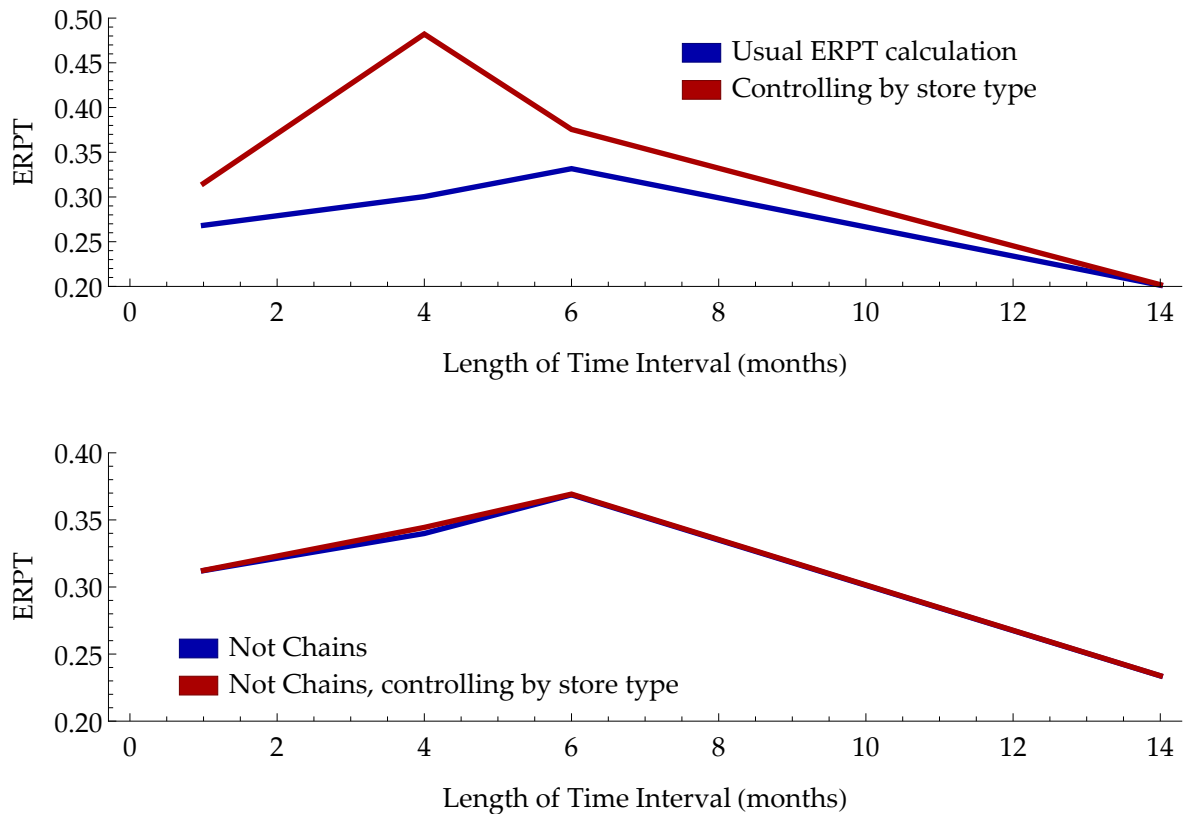 0.50
Usual ERPT calculation
0.45
Controlling by store type
0.40
0.35
ERPT
0.30
0.25
0.20
0 2 4 6 8 10 12 14
Length of Time Interval (months)
0.40
0.35
ERPT
0.30
Not Chains
0.25
Not Chains, controlling by store type
0.20
0 2 4 6 8 10 12 14
Length of Time Interval (months)